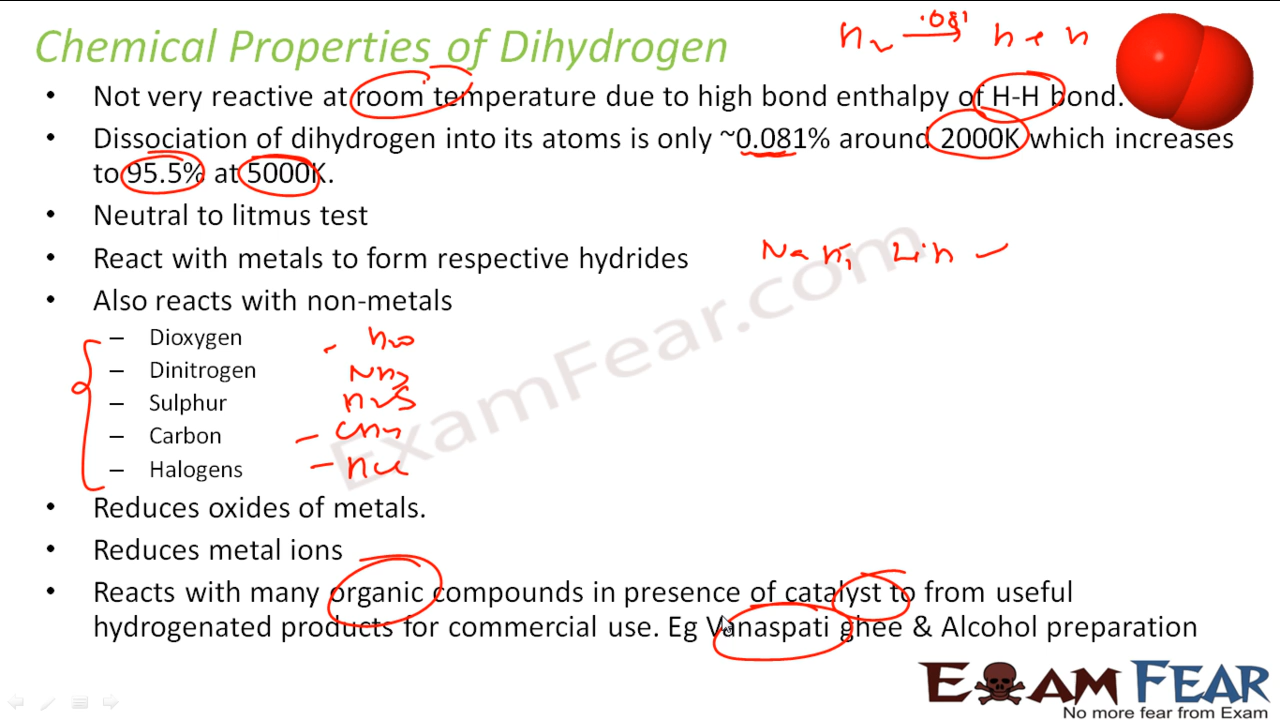 Chemical Properties of Dihydrogen
.081
H2 → H + H
• Not very reactive at room temperature due to high bond enthalpy of H-H bond.
• Dissociation of dihydrogen into its atoms is only ~0.081% around 2000K which increases
to 95.5% at 5000K.
• Neutral to litmus test
• React with metals to form respective hydrides NaH, LiH
• Also reacts with non-metals
– Dioxygen - H2O
– Dinitrogen NH3
– Sulphur H2S
– Carbon - CH4
– Halogens - HCl
• Reduces oxides of metals.
• Reduces metal ions
• Reacts with many organic compounds in presence of catalyst to from useful
hydrogenated products for commercial use. Eg Vanaspati ghee & Alcohol preparation
ExamFear.com
EXAM FEAR
No more fear from Exam